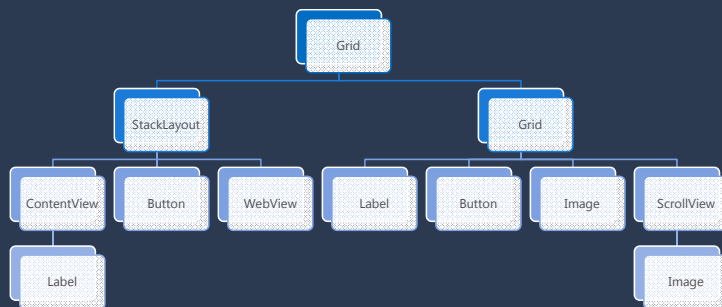 Grid
StackLayout
Grid
ContentView
Button
WebView
Label
Button
Image
ScrollView
Label
Image